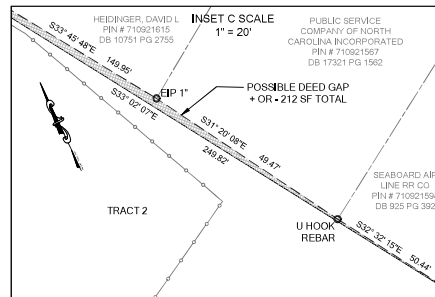 HEIDINGER, DAVID L
PIN # 710921615
DB 10751 PG 2755
INSET C SCALE
1" = 20'
PUBLIC SERVICE
COMPANY OF NORTH
CAROLINA INCORPORATED
PIN # 710921567
DB 17321 PG 1562
S33° 45' 48"E
149.95'
EIP 1"
POSSIBLE DEED GAP
+ OR - 212 SF TOTAL
S33° 02' 07"E
249.82'
S31° 20' 08"E
49.47'
SEABOARD AIR
LINE RR CO
PIN # 71092159
DB 925 PG 392
TRACT 2
U HOOK
REBAR
S32° 32' 15"E
50.44'